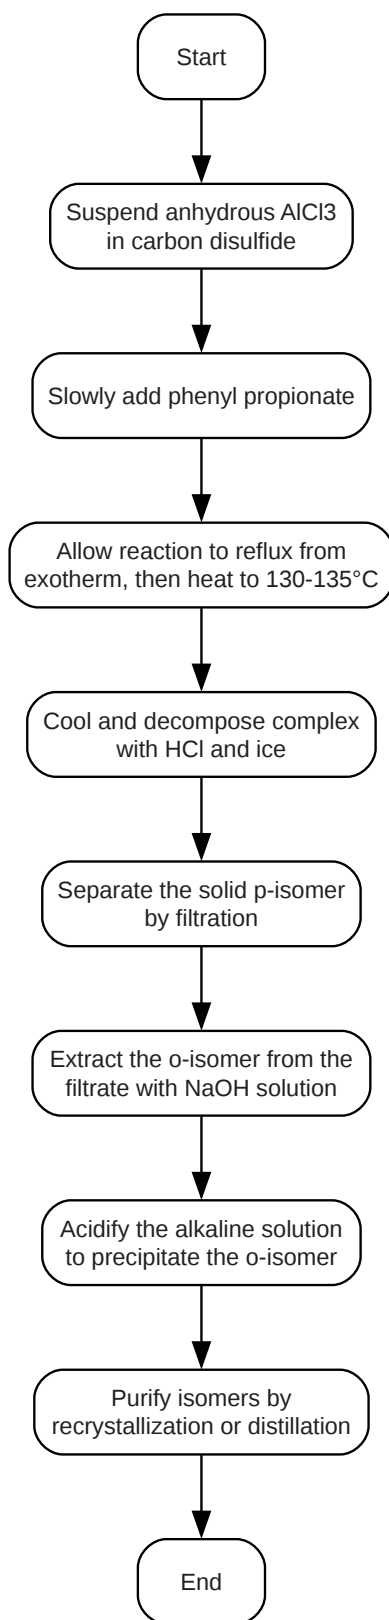 Start
Suspend anhydrous AlCl3
in carbon disulfide
Slowly add phenyl propionate
Allow reaction to reflux from
exotherm, then heat to 130-135°C
Cool and decompose complex
with HCl and ice
Separate the solid p-isomer
by filtration
Extract the o-isomer from the
filtrate with NaOH solution
Acidify the alkaline solution
to precipitate the o-isomer
Purify isomers by
recrystallization or distillation
End